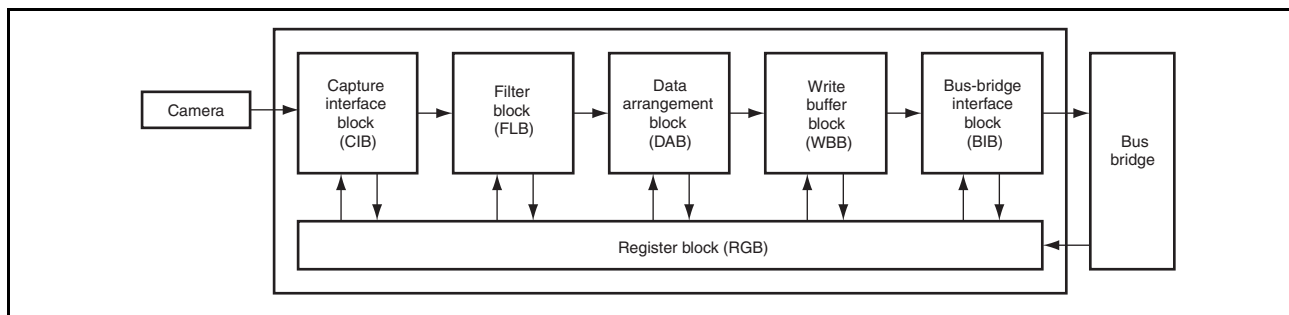 Camera
Capture
interface
block
(CIB)
Filter
block
(FLB)
Data
arrangement
block
(DAB)
Write
buffer
block
(WBB)
Bus-bridge
interface
block
(BIB)
Bus
bridge
Register block (RGB)